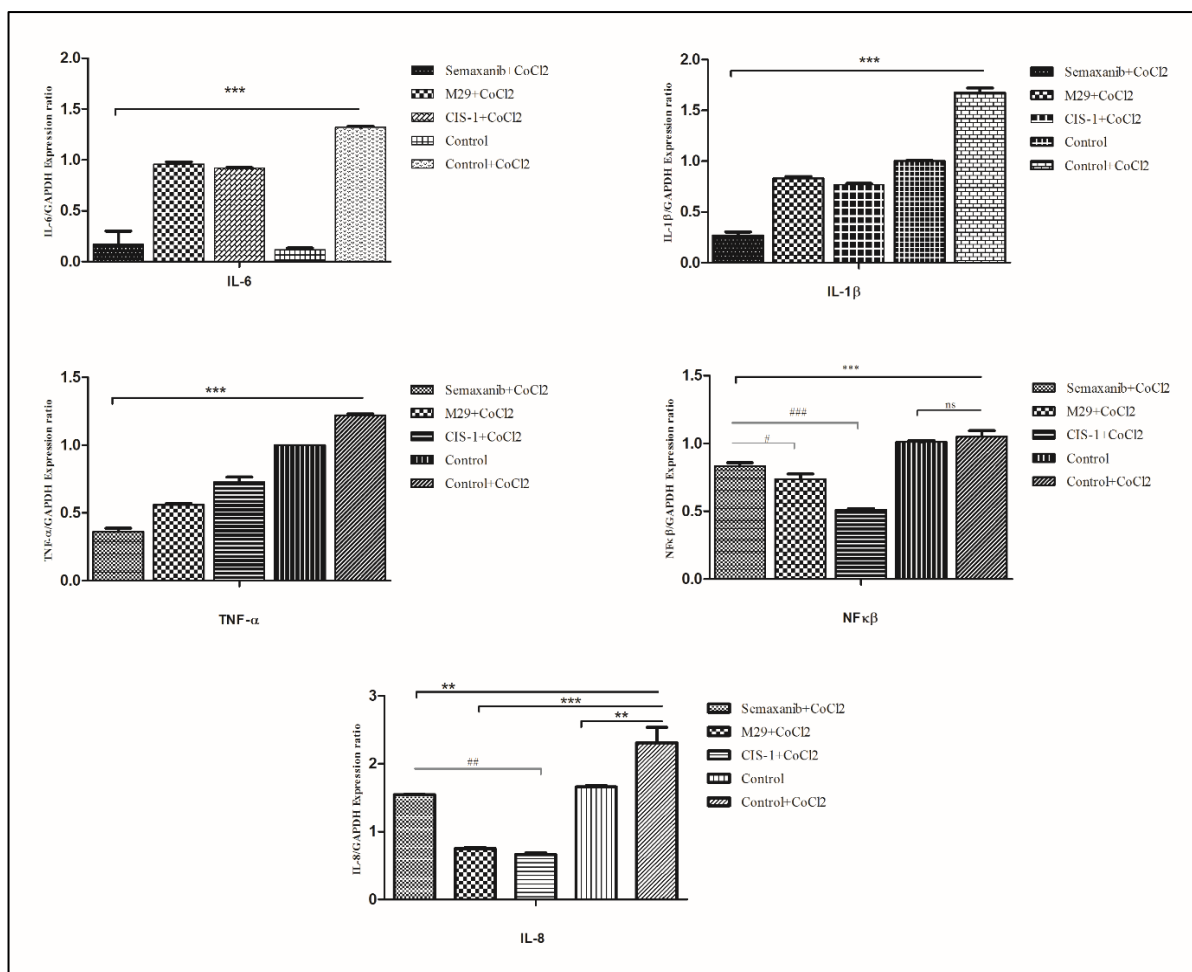 2.0
1.5
1.0
0.5
0.0
IL-6/GAPDH Expression ratio
***
IL-6
Semaxanib+CoCl2
M29+CoCl2
CIS-1+CoCl2
Control
Control+CoCl2
2.0
1.5
1.0
0.5
0.0
IL-1β/GAPDH Expression ratio
***
IL-1β
Semaxanib+CoCl2
M29+CoCl2
CIS-1+CoCl2
Control
Control+CoCl2
1.5
1.0
0.5
0.0
TNF-α/GAPDH Expression ratio
***
TNF-α
Semaxanib+CoCl2
M29+CoCl2
CIS-1+CoCl2
Control
Control+CoCl2
1.5
1.0
0.5
0.0
NFκβ/GAPDH Expression ratio
***
ns
###
#
NFκβ
Semaxanib+CoCl2
M29+CoCl2
CIS-1+CoCl2
Control
Control+CoCl2
3
2
1
0
IL-8/GAPDH Expression ratio
**
***
**
##
IL-8
Semaxanib+CoCl2
M29+CoCl2
CIS-1+CoCl2
Control
Control+CoCl2